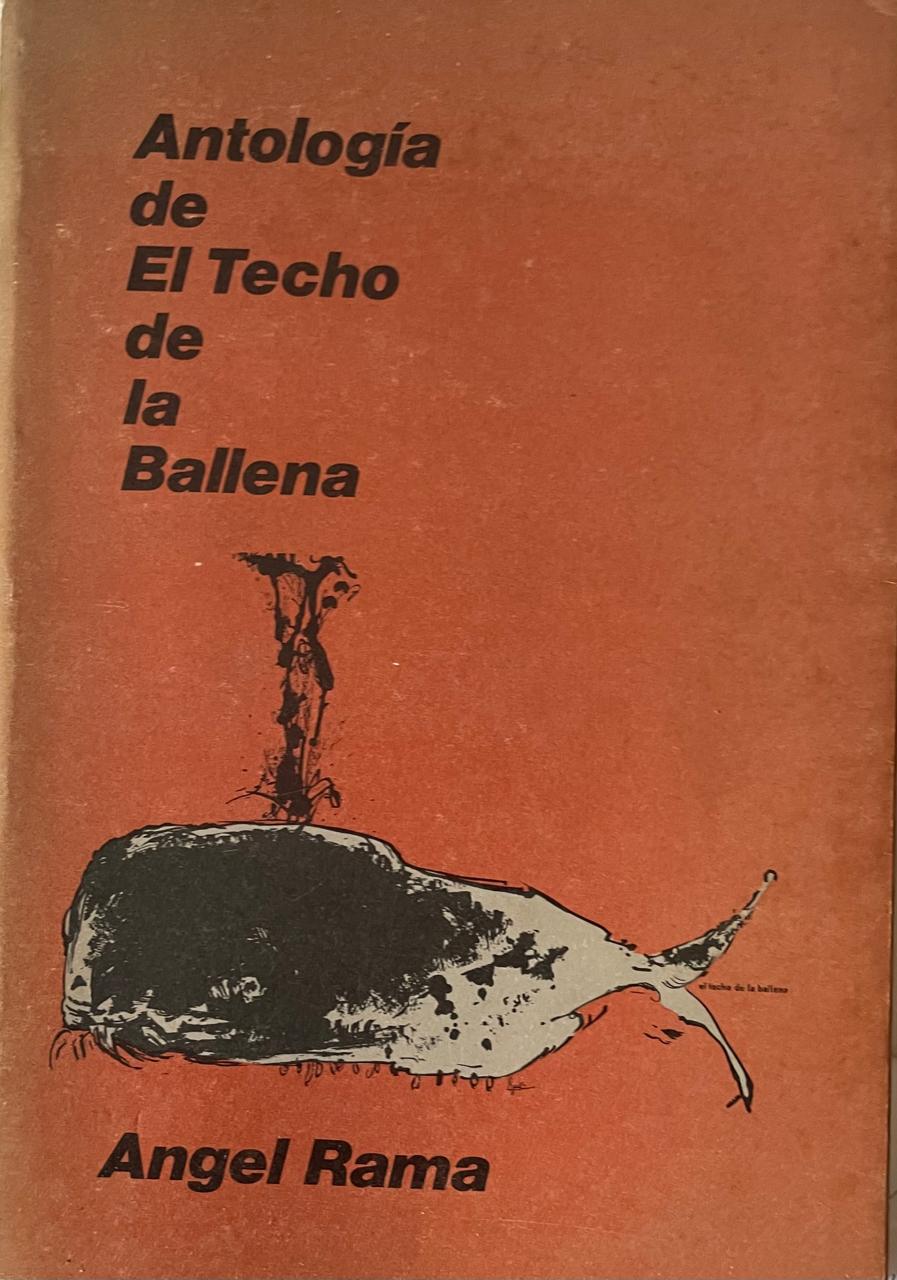 Antología
de
El Techo
de
la
Ballena
el techo de la ballena
Angel Rama